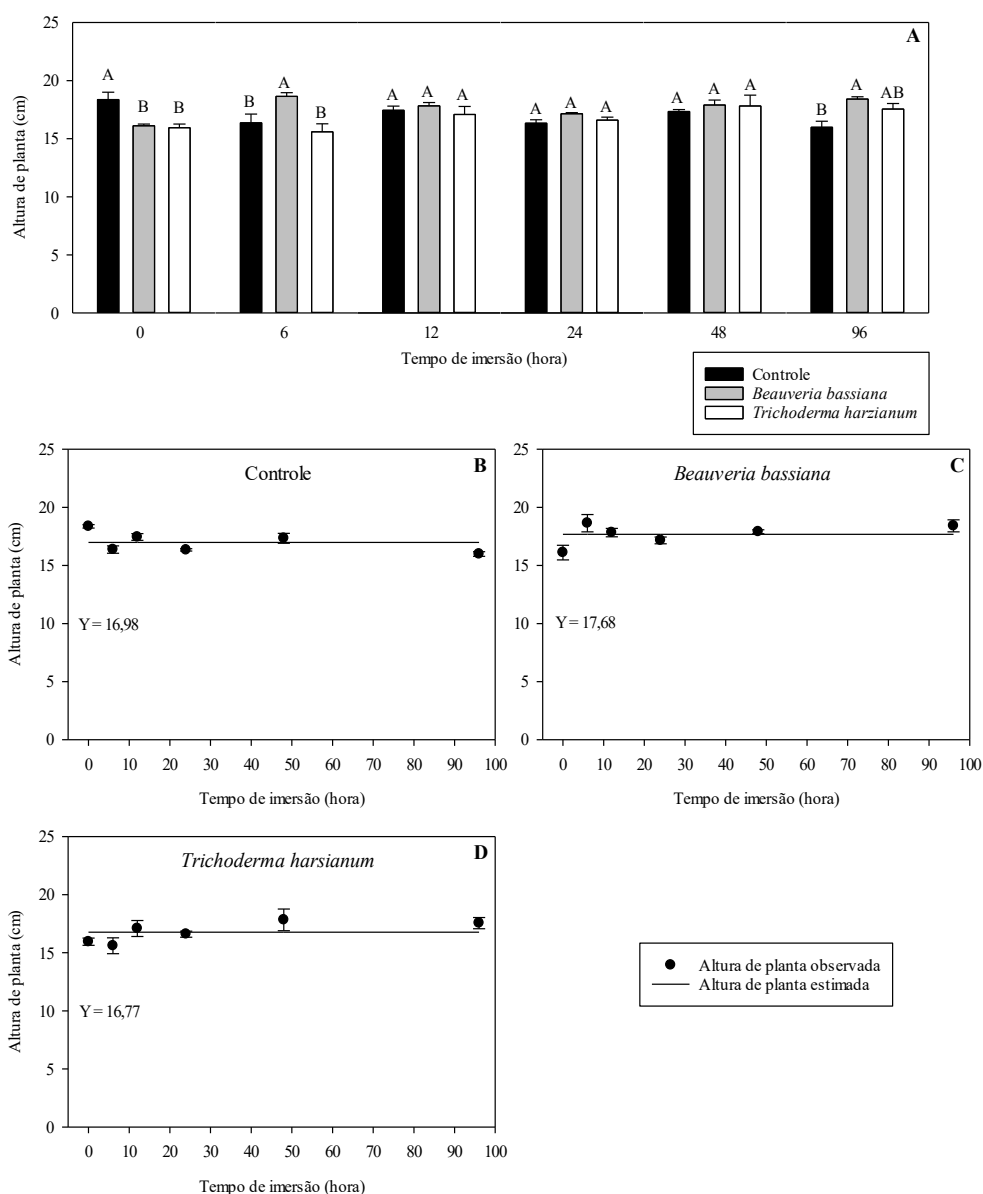 A
Altura de planta (cm)
25
20
15
10
5
0
A B B
B A B
A A A
A A A
A A A
B A AB
0 6 12 24 48 96
Tempo de imersão (hora)
Controle
Beauveria bassiana
Trichoderma harzianum
B
Controle
Altura de planta (cm)
25
20
15
10
5
0
Y = 16,98
0 10 20 30 40 50 60 70 80 90 100
Tempo de imersão (hora)
C
Beauveria bassiana
25
20
15
10
5
0
Y = 17,68
0 10 20 30 40 50 60 70 80 90 100
Tempo de imersão (hora)
D
Trichoderma harsianum
Altura de planta (cm)
25
20
15
10
5
0
Y = 16,77
0 10 20 30 40 50 60 70 80 90 100
Tempo de imersão (hora)
Altura de planta observada
Altura de planta estimada